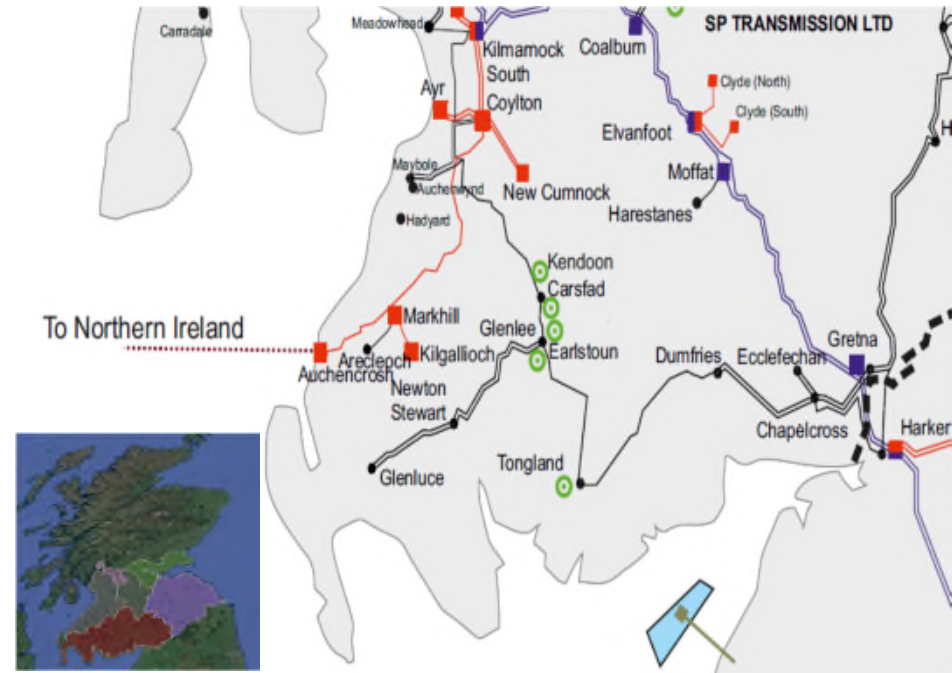 Carradale
Meadowhead
SP TRANSMISSION LTD
Kilmarnock
South
Coalburn
Clyde (North)
Ayr
Coylton
Clyde (South)
Elvanfoot
H
Maybole
Auchenwynd
New Cumnock
Moffat
Hadyard
Harestanes
Kendoon
Carsfad
To Northern Ireland
Markhill
Glenlee
Earlstoun
Gretna
Arecleoch
Kilgallioch
Auchencrosh
Dumfries
Ecclefechan
Newton
Stewart
Chapelcross
Harker
Glenluce
Tongland